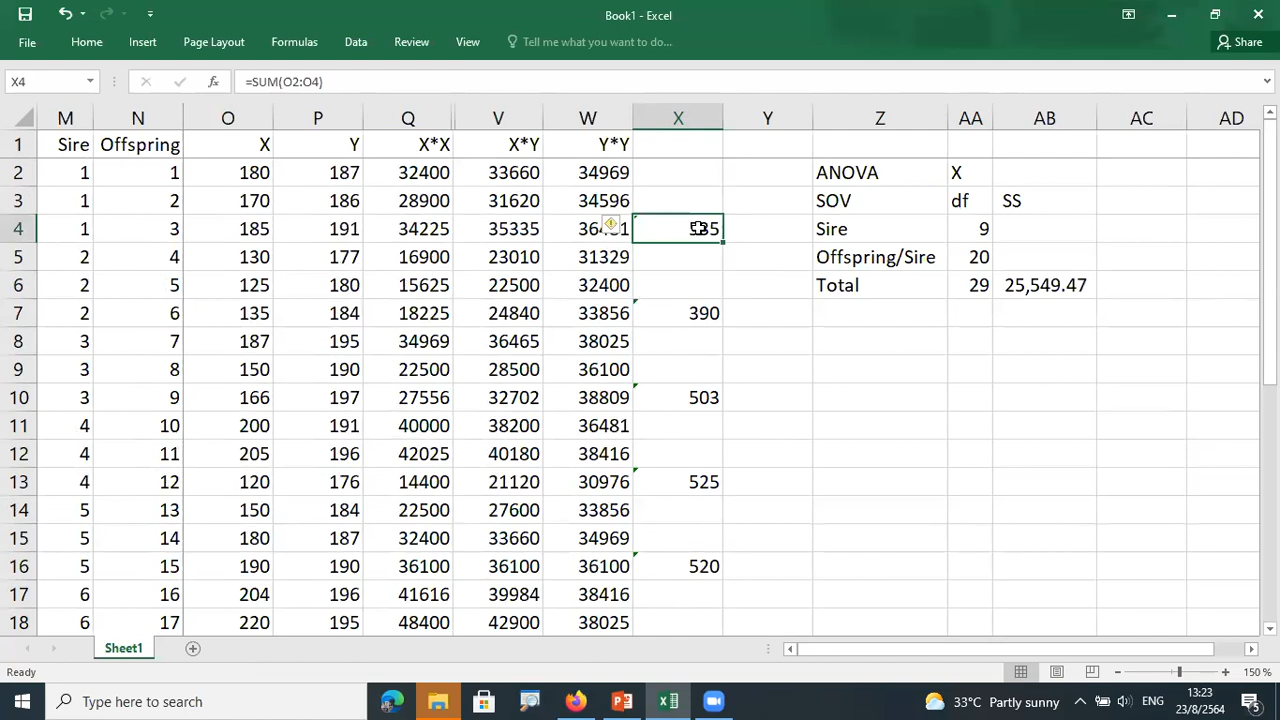 Book1 - Excel
File Home Insert Page Layout Formulas Data Review View Tell me what you want to do... Share
X4 fx =SUM(O2:O4)
M N O P Q V W X Y Z AA AB AC AD
1 Sire Offspring X Y X*X X*Y Y*Y
2 1 1 180 187 32400 33660 34969 ANOVA X
3 1 2 170 186 28900 31620 34596 SOV df SS
4 1 3 185 191 34225 35335 36481 535 Sire 9
5 2 4 130 177 16900 23010 31329 Offspring/Sire 20
6 2 5 125 180 15625 22500 32400 Total 29 25,549.47
7 2 6 135 184 18225 24840 33856 390
8 3 7 187 195 34969 36465 38025
9 3 8 150 190 22500 28500 36100
10 3 9 166 197 27556 32702 38809 503
11 4 10 200 191 40000 38200 36481
12 4 11 205 196 42025 40180 38416
13 4 12 120 176 14400 21120 30976 525
14 5 13 150 184 22500 27600 33856
15 5 14 180 187 32400 33660 34969
16 5 15 190 190 36100 36100 36100 520
17 6 16 204 196 41616 39984 38416
18 6 17 220 195 48400 42900 38025
Sheet1
Ready 150 %
Type here to search 33°C Partly sunny ENG 13:23
23/8/2564 5